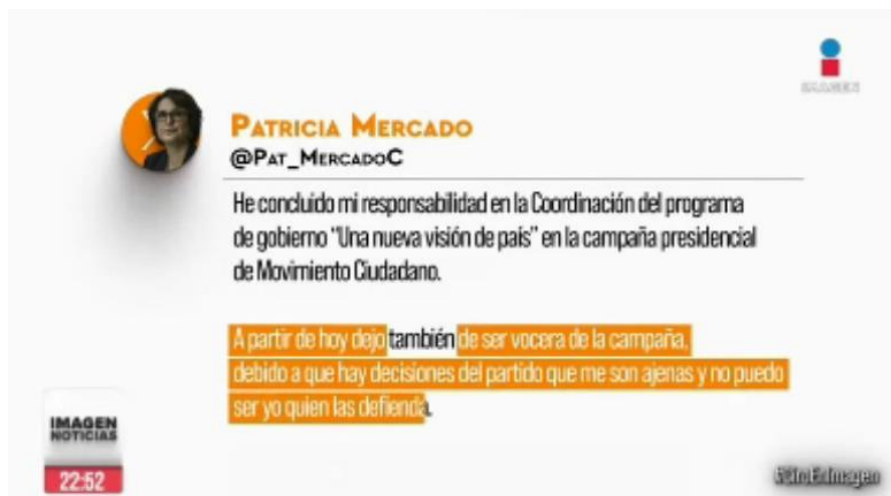 IMAGEN
PATRICIA MERCADO
@PAT_MERCADOC
He concluido mi responsabilidad en la Coordinación del programa
de gobierno "Una nueva visión de país" en la campaña presidencial
de Movimiento Ciudadano.
A partir de hoy dejo también de ser vocera de la campaña,
debido a que hay decisiones del partido que me son ajenas y no puedo
ser yo quien las defienda.
IMAGEN
NOTICIAS
22:52